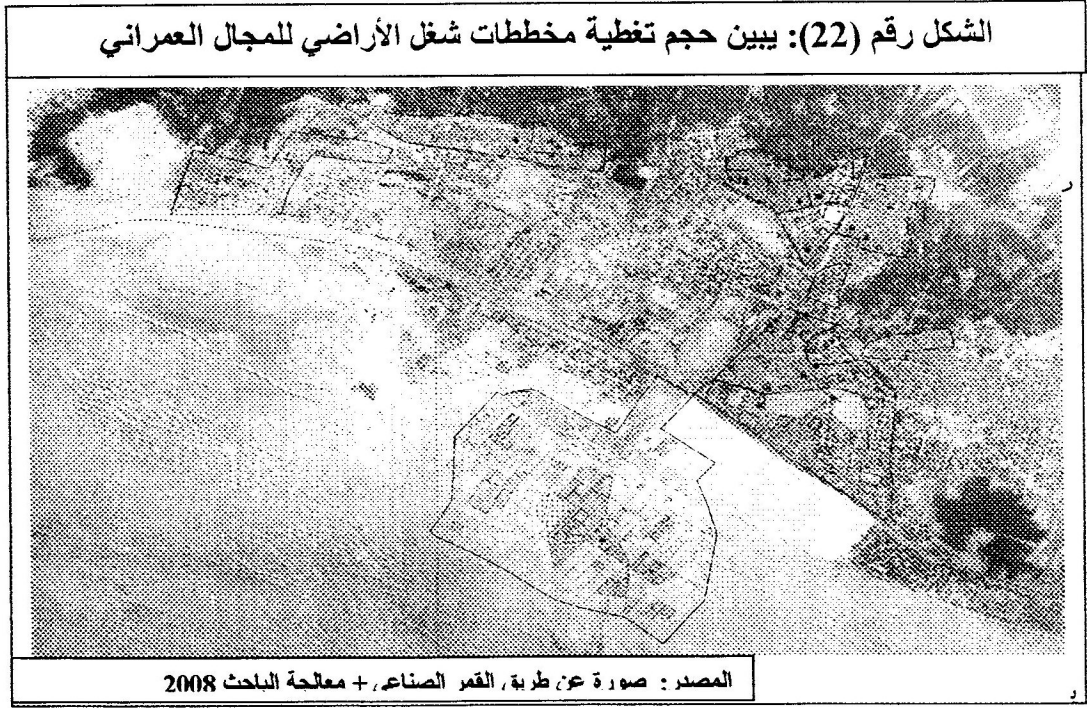 الشكل رقم (22): يبين حجم تغطية مخططات شغل الأراضي للمجال العمراني
ر
المصدر: صورة عن طريق القمر الصناعي + معالجة الباحث 2008
ر